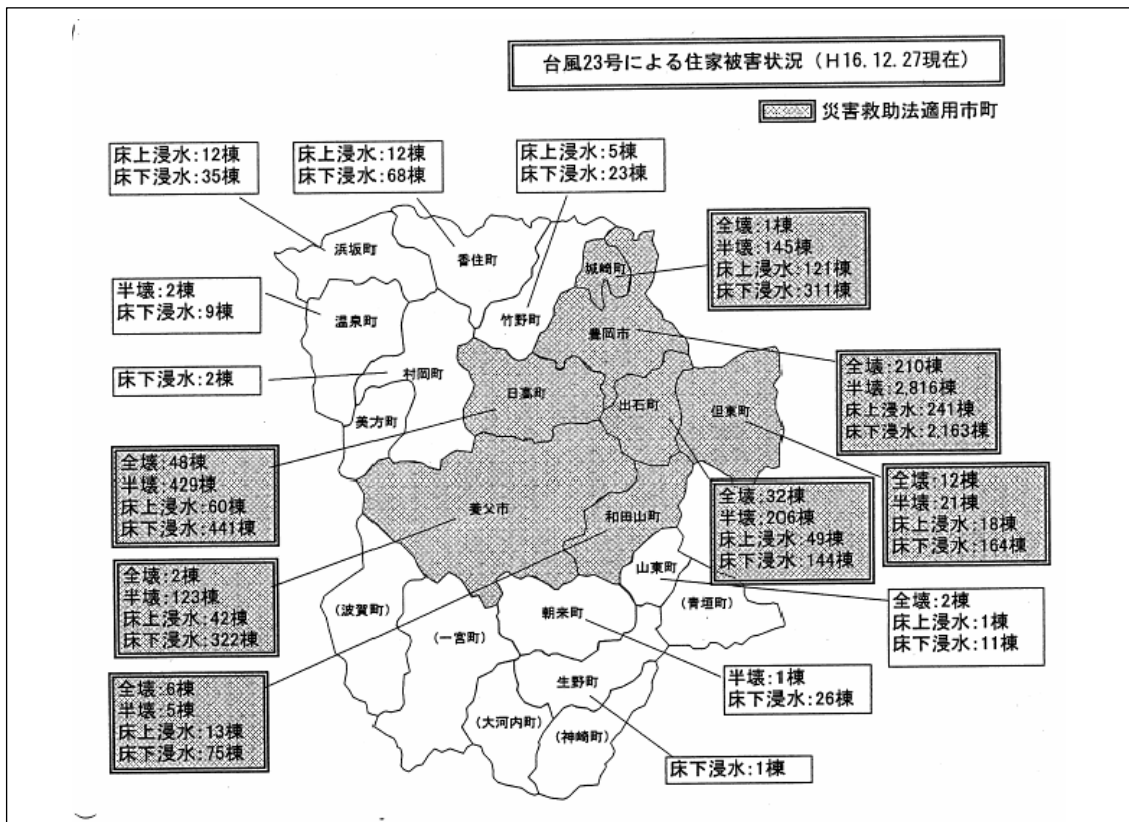 台風23号による住家被害状況（H16.12.27現在）
災害救助法適用市町
床上浸水:12棟
床下浸水:35棟
床上浸水:12棟
床下浸水:68棟
床上浸水:5棟
床下浸水:23棟
全壊:1棟
半壊:145棟
床上浸水:121棟
床下浸水:311棟
半壊:2棟
床下浸水:9棟
床下浸水:2棟
全壊:210棟
半壊:2,816棟
床上浸水:241棟
床下浸水:2,163棟
浜坂町
香住町
竹野町
城崎町
温泉町
豊岡市
村岡町
日高町
出石町
但東町
美方町
養父市
和田山町
山東町
(青垣町)
(波賀町)
(一宮町)
朝来町
生野町
(大河内町)
(神崎町)
全壊:48棟
半壊:429棟
床上浸水:60棟
床下浸水:441棟
全壊:32棟
半壊:206棟
床上浸水:49棟
床下浸水:144棟
全壊:12棟
半壊:21棟
床上浸水:18棟
床下浸水:164棟
全壊:2棟
半壊:123棟
床上浸水:42棟
床下浸水:322棟
全壊:2棟
床上浸水:1棟
床下浸水:11棟
全壊:6棟
半壊:5棟
床上浸水:13棟
床下浸水:75棟
半壊:1棟
床下浸水:26棟
床下浸水:1棟